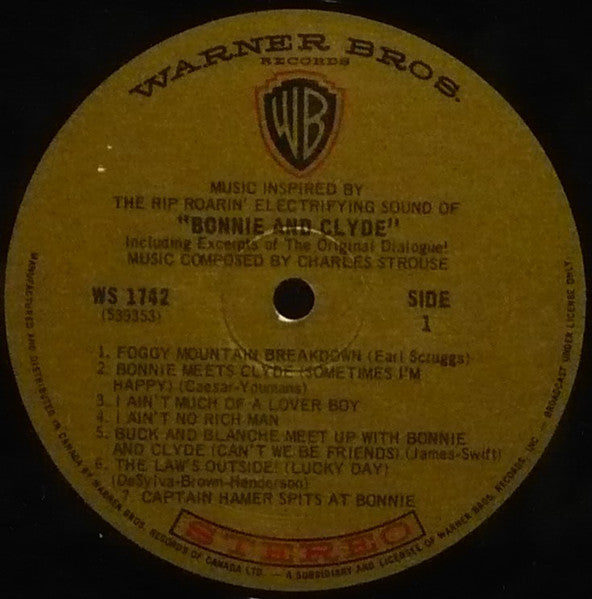 WARNER BROS.
RECORDS
WB
MUSIC INSPIRED BY
THE RIP ROARIN' ELECTRIFYING SOUND OF
"BONNIE AND CLYDE"
Including Excerpts of The Original Dialogue!
MUSIC COMPOSED BY CHARLES STROUSE
WS 1742
(S39353)
SIDE
1
1. FOGGY MOUNTAIN BREAKDOWN (Earl Scruggs)
2. BONNIE MEETS CLYDE (SOMETIMES I'M
HAPPY) (Caesar-Youmans)
3. I AIN'T MUCH OF A LOVER BOY
4. I AIN'T NO RICH MAN
5. BUCK AND BLANCHE MEET UP WITH BONNIE
AND CLYDE (CAN'T WE BE FRIENDS) (James-Swift)
6. THE LAW'S OUTSIDE! (LUCKY DAY)
(DeSylva-Brown-Henderson)
7. CAPTAIN HAMER SPITS AT BONNIE
STEREO
MANUFACTURED AND DISTRIBUTED IN CANADA BY WARNER BROS. RECORDS OF CANADA LTD. — A SUBSIDIARY AND LICENSEE OF WARNER BROS. RECORDS, INC — BROADCAST UNDER LICENSE ONLY.